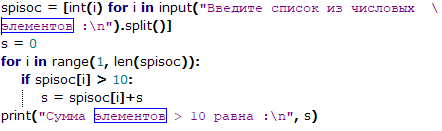 spisoc = [int(i) for i in input("Введите список из числовых  \
элементов :\n").split()]
s = 0
for i in range(1, len(spisoc)):
    if spisoc[i] > 10:
        s = spisoc[i]+s
print("Сумма элементов > 10 равна :\n", s)